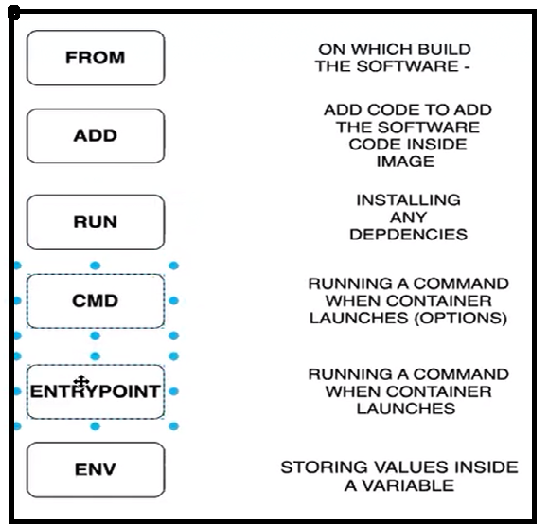 FROM
ON WHICH BUILD
THE SOFTWARE -
ADD
ADD CODE TO ADD
THE SOFTWARE
CODE INSIDE
IMAGE
RUN
INSTALLING
ANY
DEPDENCIES
CMD
RUNNING A COMMAND
WHEN CONTAINER
LAUNCHES (OPTIONS)
ENTRYPOINT
RUNNING A COMMAND
WHEN CONTAINER
LAUNCHES
ENV
STORING VALUES INSIDE
A VARIABLE